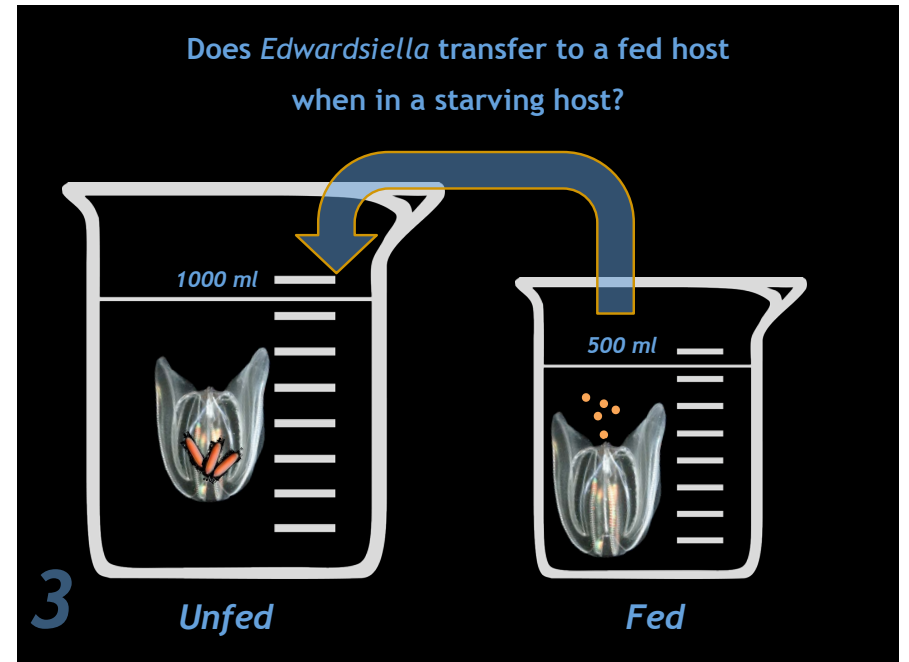 Does Edwardsiella transfer to a fed host
when in a starving host?
1000 ml
500 ml
3
Unfed
Fed